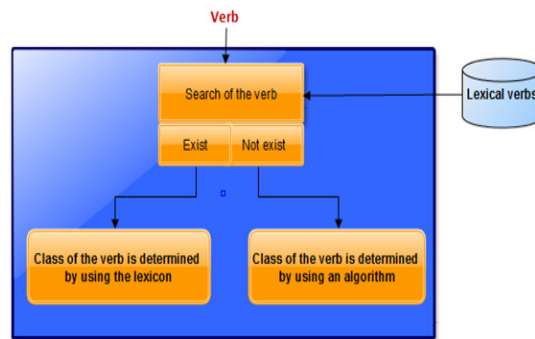 Verb
Search of the verb
Lexical verbs
Exist
Not exist
Class of the verb is determined
by using the lexicon
Class of the verb is determined
by using an algorithm